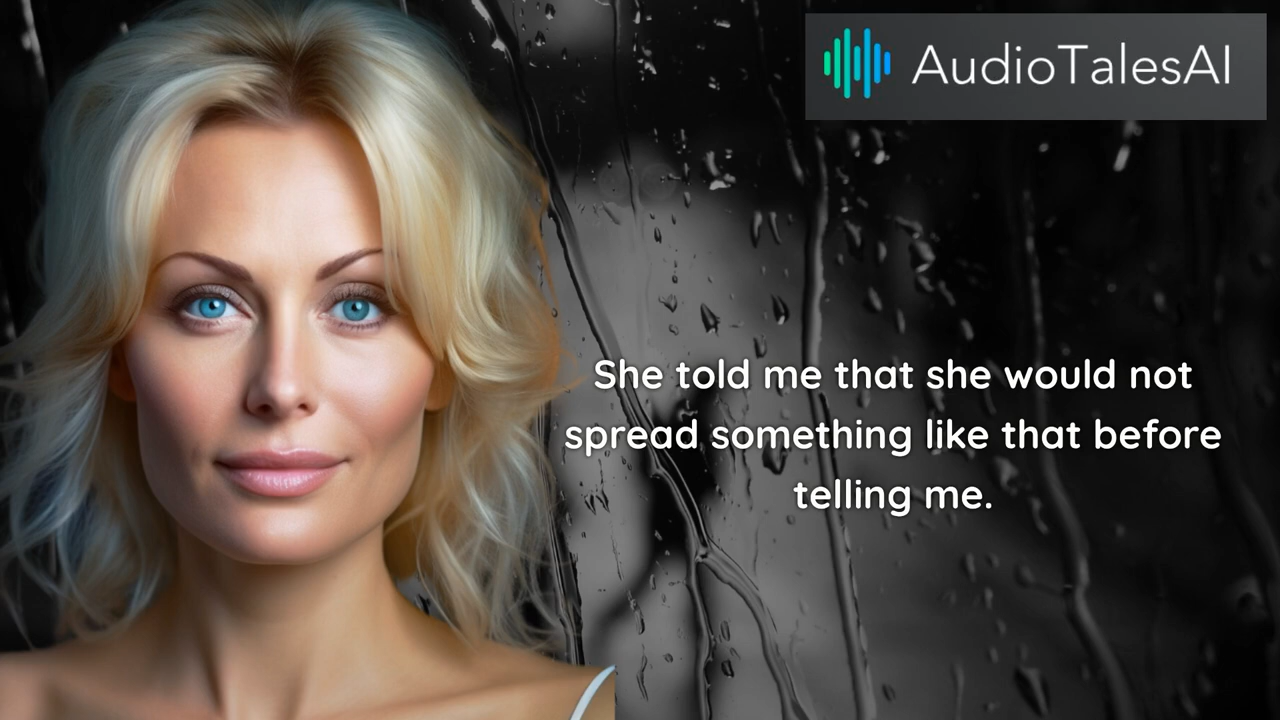 AudioTalesAI
She told me that she would not
spread something like that before
telling me.